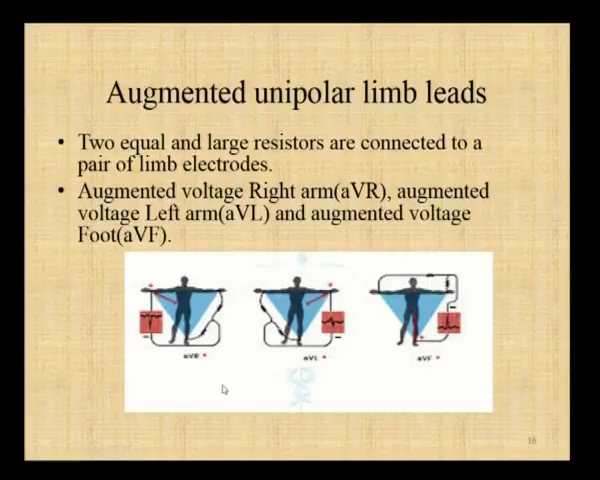 Augmented unipolar limb leads
• Two equal and large resistors are connected to a
pair of limb electrodes.
• Augmented voltage Right arm(aVR), augmented
voltage Left arm(aVL) and augmented voltage
Foot(aVF).
aVR
aVL
aVF
16